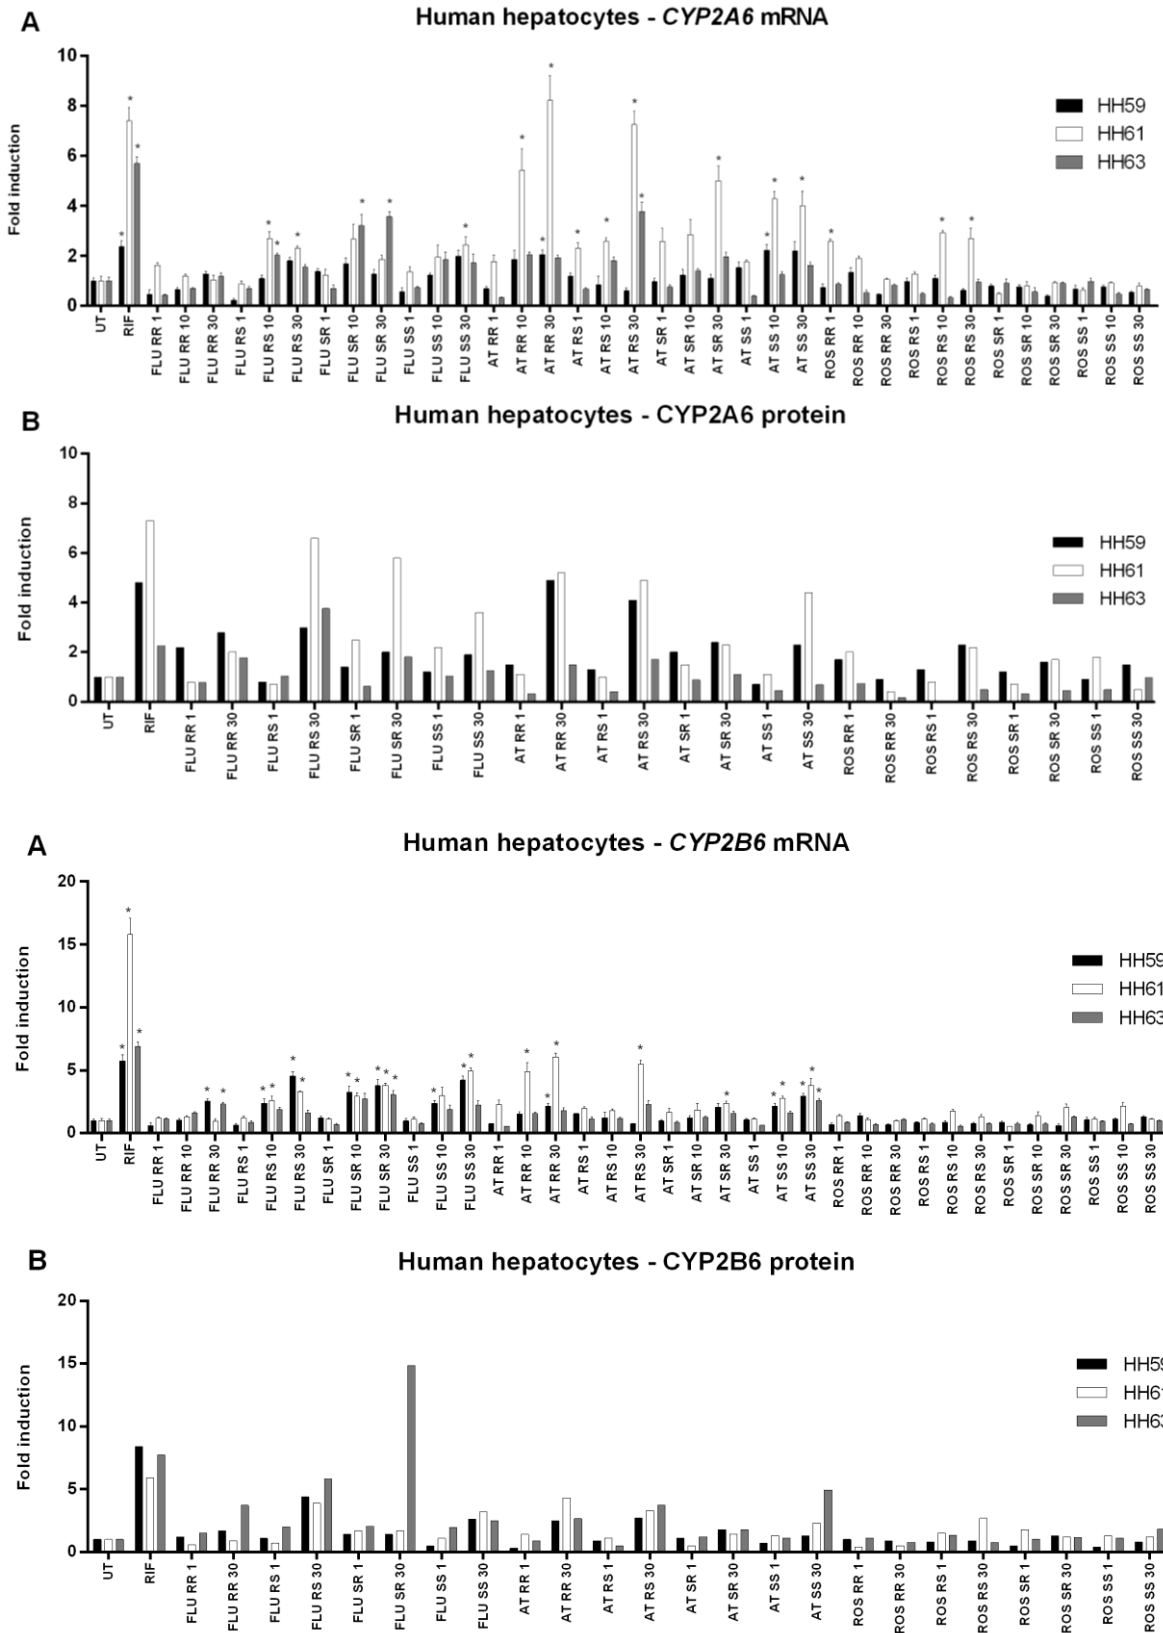 A
Human hepatocytes - CYP2A6 mRNA
Fold induction
10
8
6
4
2
0
HH59
HH61
HH63
UT
RIF
FLU RR 1
FLU RR 10
FLU RR 30
FLU RS 1
FLU RS 10
FLU RS 30
FLU SR 1
FLU SR 10
FLU SR 30
FLU SS 1
FLU SS 10
FLU SS 30
AT RR 1
AT RR 10
AT RR 30
AT RS 1
AT RS 10
AT RS 30
AT SR 1
AT SR 10
AT SR 30
AT SS 1
AT SS 10
AT SS 30
ROS RR 1
ROS RR 10
ROS RR 30
ROS RS 1
ROS RS 10
ROS RS 30
ROS SR 1
ROS SR 10
ROS SR 30
ROS SS 1
ROS SS 10
ROS SS 30
B
Human hepatocytes - CYP2A6 protein
Fold induction
10
8
6
4
2
0
HH59
HH61
HH63
UT
RIF
FLU RR 1
FLU RR 30
FLU RS 1
FLU RS 30
FLU SR 1
FLU SR 30
FLU SS 1
FLU SS 30
AT RR 1
AT RR 30
AT RS 1
AT RS 30
AT SR 1
AT SR 30
AT SS 1
AT SS 30
ROS RR 1
ROS RR 30
ROS RS 1
ROS RS 30
ROS SR 1
ROS SR 30
ROS SS 1
ROS SS 30
A
Human hepatocytes - CYP2B6 mRNA
Fold induction
20
15
10
5
0
HH59
HH61
HH63
UT
RIF
FLU RR 1
FLU RR 10
FLU RR 30
FLU RS 1
FLU RS 10
FLU RS 30
FLU SR 1
FLU SR 10
FLU SR 30
FLU SS 1
FLU SS 10
FLU SS 30
AT RR 1
AT RR 10
AT RR 30
AT RS 1
AT RS 10
AT RS 30
AT SR 1
AT SR 10
AT SR 30
AT SS 1
AT SS 10
AT SS 30
ROS RR 1
ROS RR 10
ROS RR 30
ROS RS 1
ROS RS 10
ROS RS 30
ROS SR 1
ROS SR 10
ROS SR 30
ROS SS 1
ROS SS 10
ROS SS 30
B
Human hepatocytes - CYP2B6 protein
Fold induction
20
15
10
5
0
HH59
HH61
HH63
UT
RIF
FLU RR 1
FLU RR 30
FLU RS 1
FLU RS 30
FLU SR 1
FLU SR 30
FLU SS 1
FLU SS 30
AT RR 1
AT RR 30
AT RS 1
AT RS 30
AT SR 1
AT SR 30
AT SS 1
AT SS 30
ROS RR 1
ROS RR 30
ROS RS 1
ROS RS 30
ROS SR 1
ROS SR 30
ROS SS 1
ROS SS 30